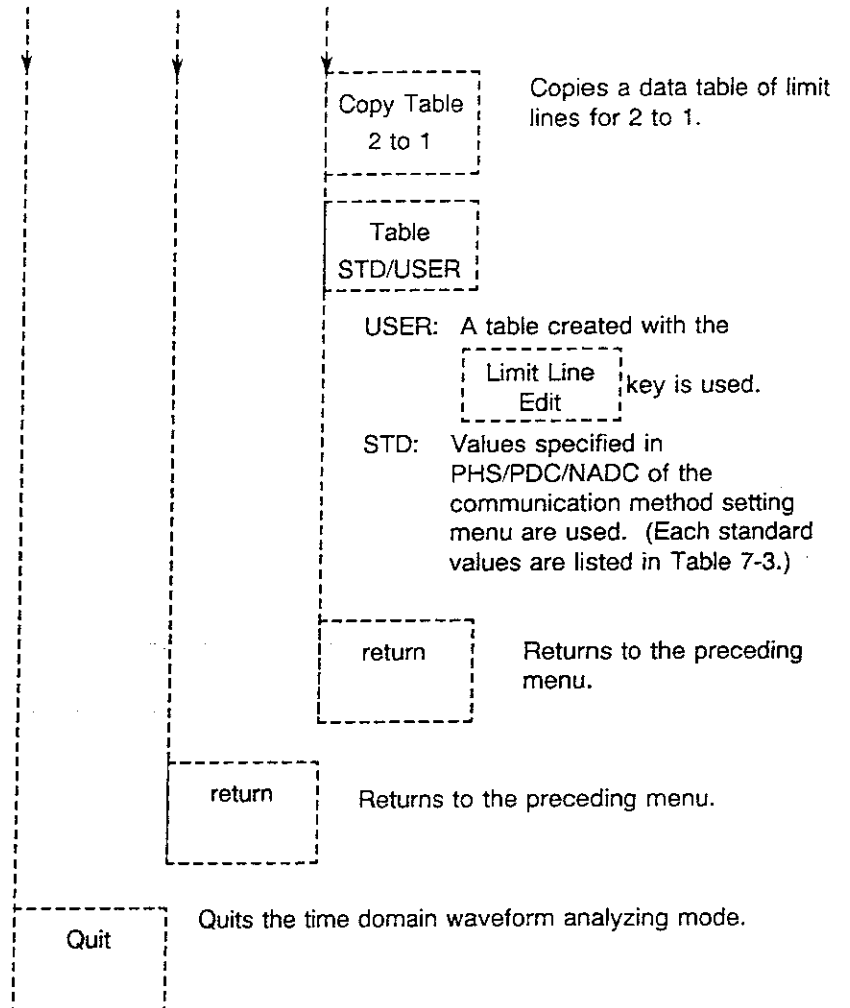 Copy Table
2 to 1
Copies a data table of limit
lines for 2 to 1.
Table
STD/USER
USER: A table created with the
Limit Line
Edit
key is used.
STD: Values specified in
PHS/PDC/NADC of the
communication method setting
menu are used. (Each standard
values are listed in Table 7-3.)
return
Returns to the preceding
menu.
return
Returns to the preceding menu.
Quit
Quits the time domain waveform analyzing mode.